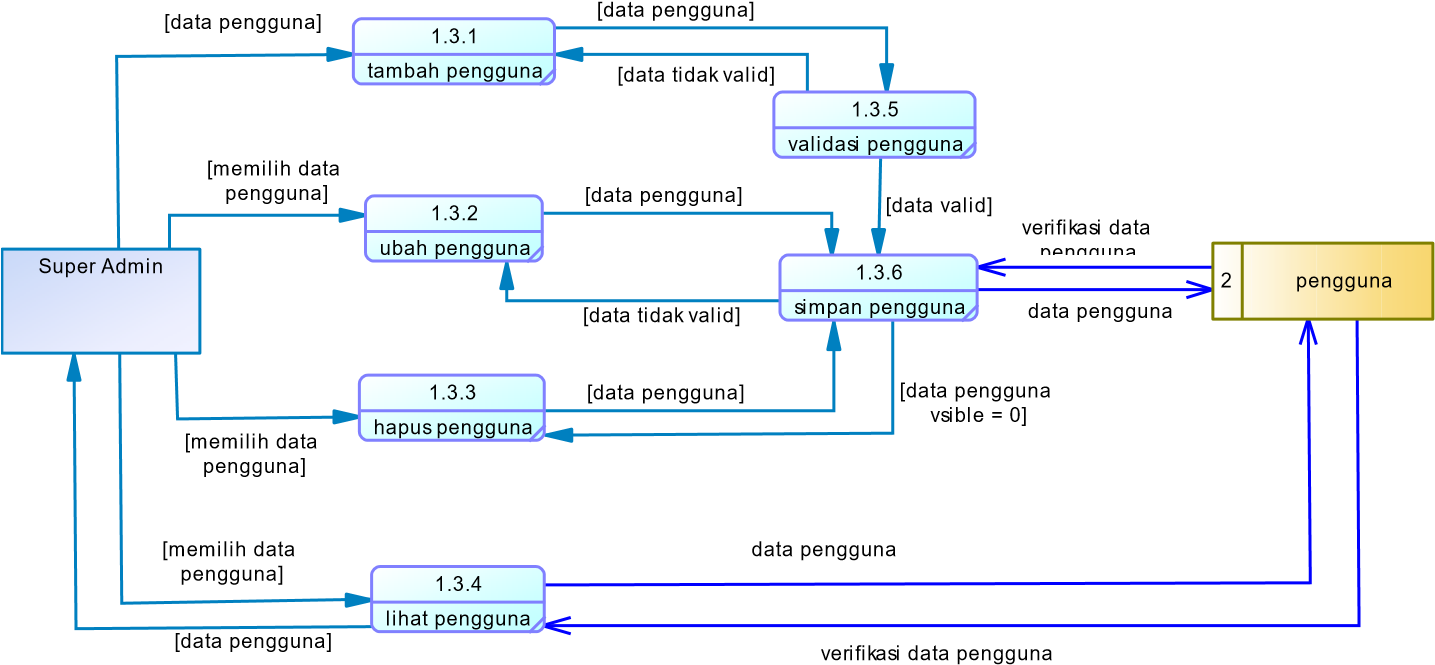 [data pengguna]
[data pengguna]
1.3.1
tambah pengguna
[data tidak valid]
1.3.5
validasi pengguna
[memilih data
pengguna]
1.3.2
ubah pengguna
[data pengguna]
[data valid]
verifikasi data
pengguna
Super Admin
1.3.6
simpan pengguna
2
pengguna
[data tidak valid]
data pengguna
1.3.3
hapus pengguna
[data pengguna]
[data pengguna
vsible = 0]
[memilih data
pengguna]
[memilih data
pengguna]
1.3.4
lihat pengguna
data pengguna
[data pengguna]
verifikasi data pengguna